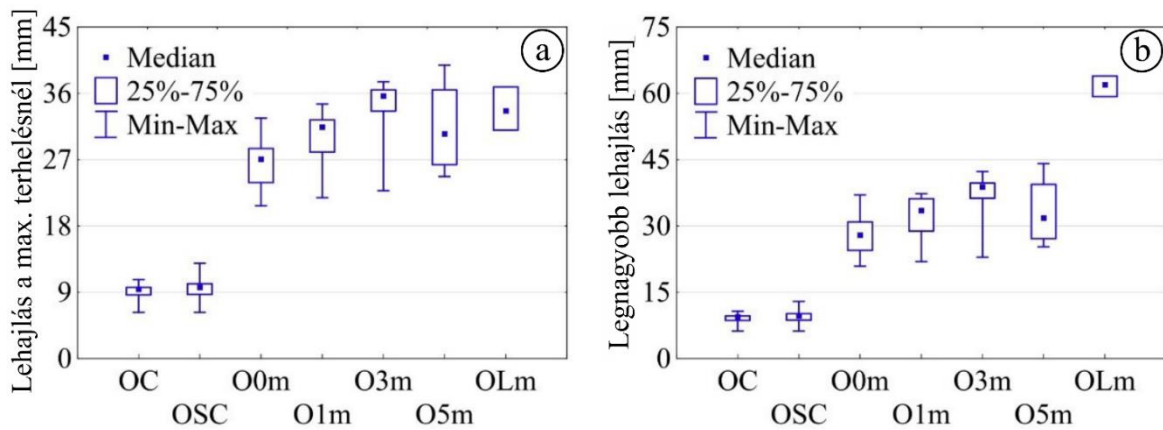 Lehajlás a max. terhelésnél [mm]
45
36
27
18
9
0
Median
25%-75%
Min-Max
a
OC
O0m
O3m
OLm
OSC
O1m
O5m
Legnagyobb lehajlás [mm]
75
60
45
30
15
0
Median
25%-75%
Min-Max
b
OC
O0m
O3m
OLm
OSC
O1m
O5m